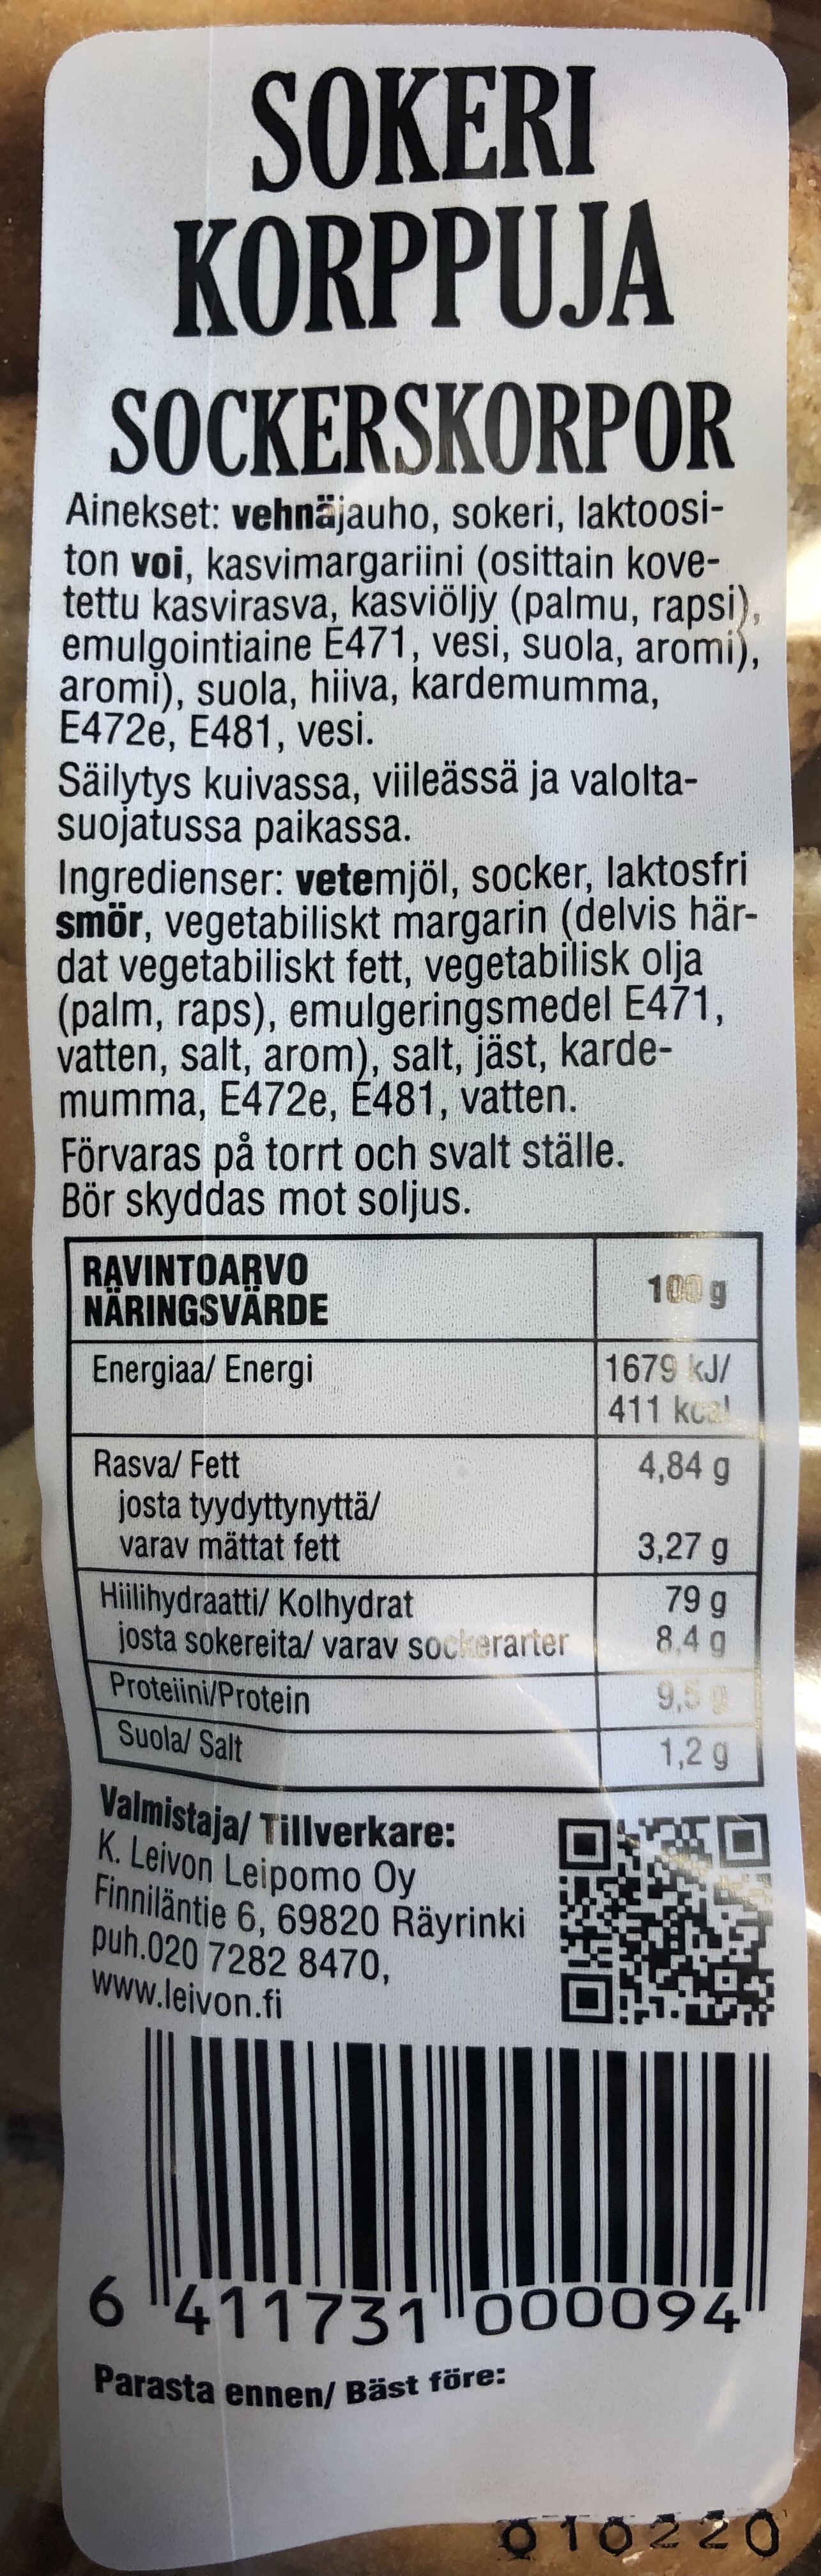 SOKERI
KORPPUJA
SOCKERSKORPOR
Ainekset: vehnäjauho, sokeri, laktoosi-
ton voi, kasvimargariini (osittain kove-
tettu kasvirasva, kasviöljy (palmu, rapsi),
emulgointiaine E471, vesi, suola, aromi),
aromi), suola, hiiva, kardemumma,
E472e, E481, vesi.
Säilytys kuivassa, viileässä ja valolta-
suojatussa paikassa.
Ingredienser: vetemjöl, socker, laktosfri
smör, vegetabiliskt margarin (delvis här-
dat vegetabiliskt fett, vegetabilisk olja
(palm, raps), emulgeringsmedel E471,
vatten, salt, arom), salt, jäst, karde-
mumma, E472e, E481, vatten.
Förvaras på torrt och svalt ställe.
Bör skyddas mot soljus.
RAVINTOARVO
NÄRINGSVÄRDE 100 g
Energiaa/ Energi 1679 kJ/
411 kcal
Rasva/ Fett 4,84 g
josta tyydyttynyttä/
varav mättat fett 3,27 g
Hiilihydraatti/ Kolhydrat 79 g
josta sokereita/ varav sockerarter 8,4 g
Proteiini/Protein 9,5 g
Suola/ Salt 1,2 g
Valmistaja/ Tillverkare:
K. Leivon Leipomo Oy
Finniläntie 6, 69820 Räyrinki
puh.020 7282 8470,
www.leivon.fi
6 411731 000094
Parasta ennen/ Bäst före:
010220